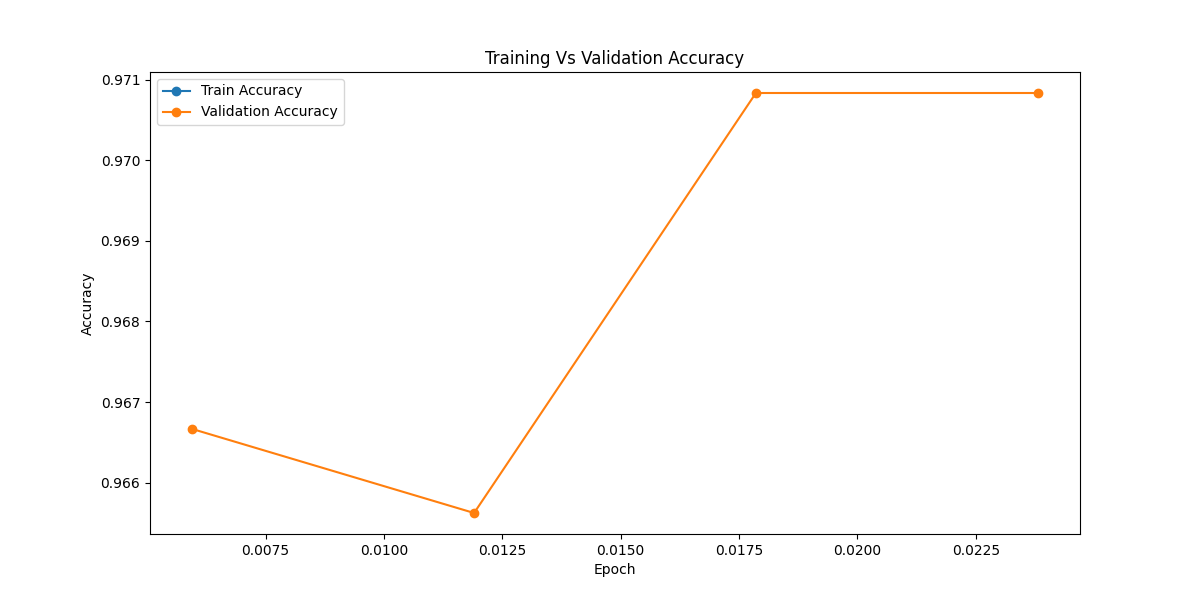 Training Vs Validation Accuracy
Train Accuracy
Validation Accuracy
0.971
0.970
0.969
0.968
0.967
0.966
Accuracy
0.0075 0.0100 0.0125 0.0150 0.0175 0.0200 0.0225
Epoch